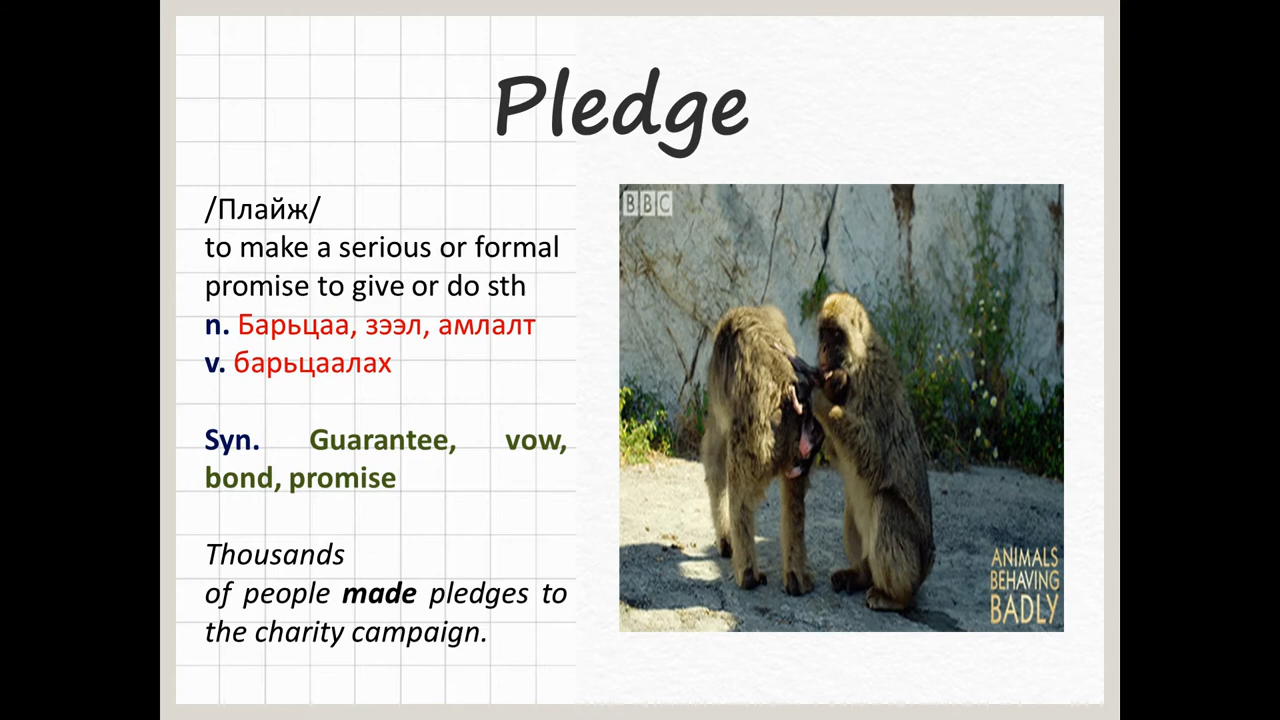 Pledge
/Плайж/
to make a serious or formal
promise to give or do sth
n. Барьцаа, зээл, амлалт
v. барьцаалах
Syn. Guarantee, vow,
bond, promise
Thousands
of people made pledges to
the charity campaign.
BBC
ANIMALS
BEHAVING
BADLY